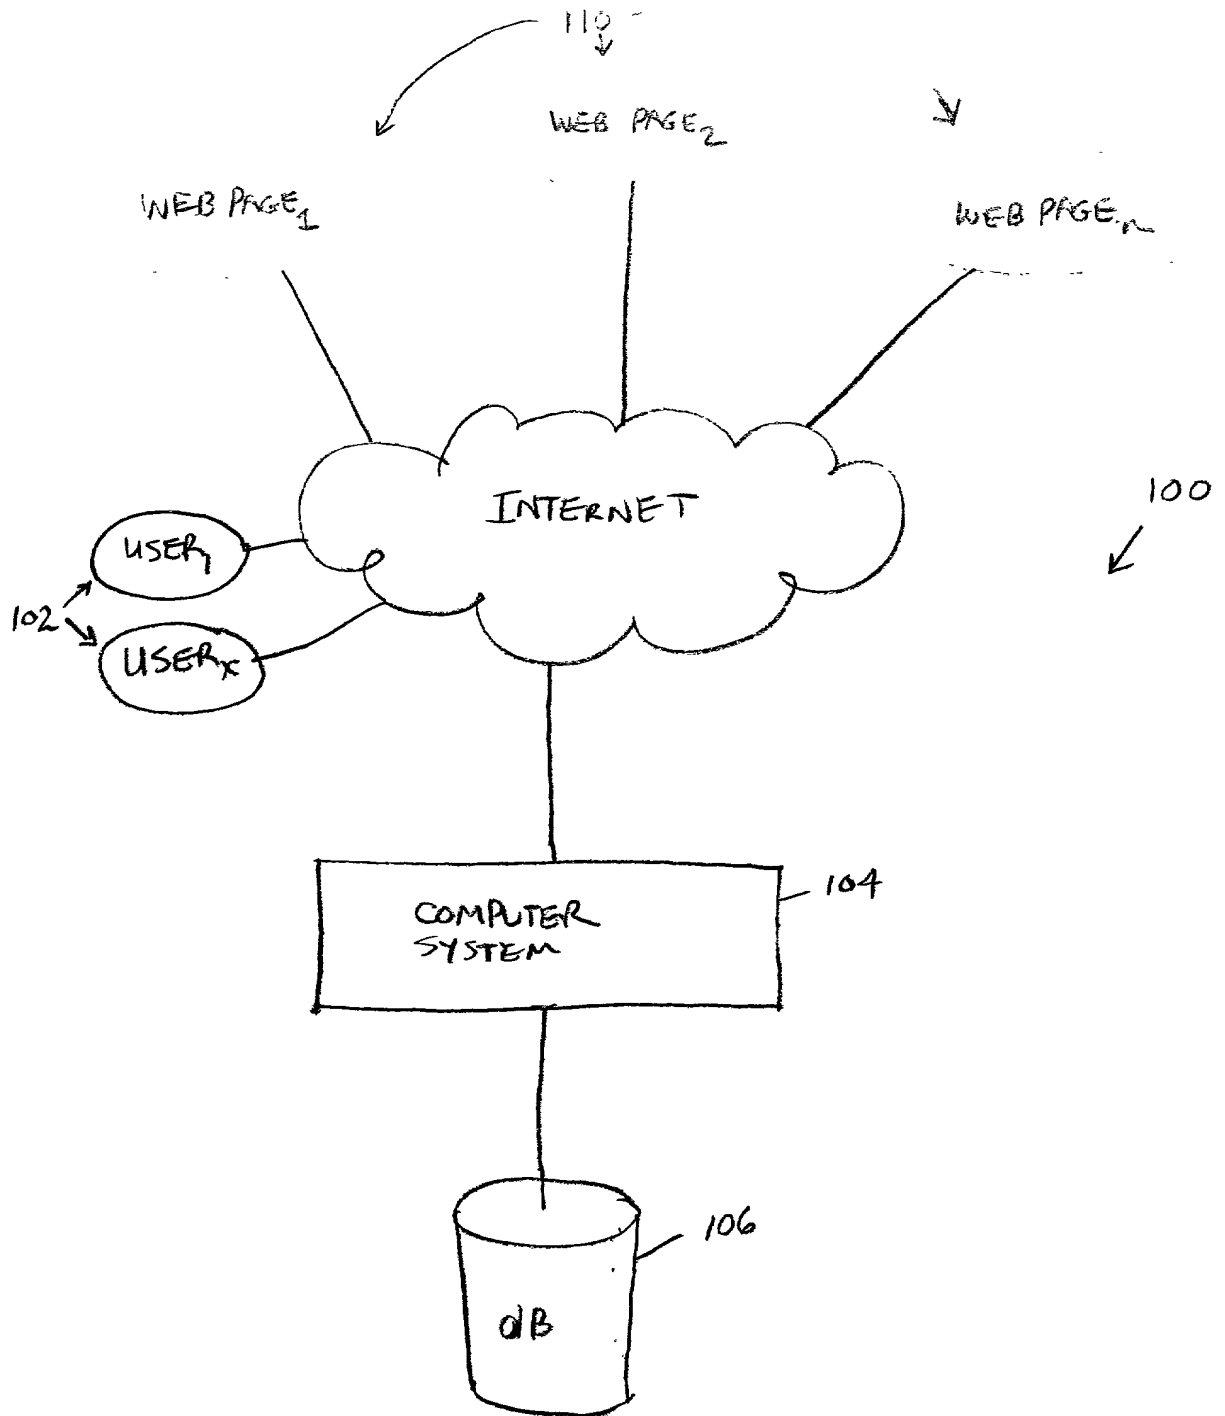 110
WEB PAGE2
WEB PAGE1
WEB PAGEn
INTERNET
100
USER1
102
USERx
COMPUTER
SYSTEM
104
106
dB